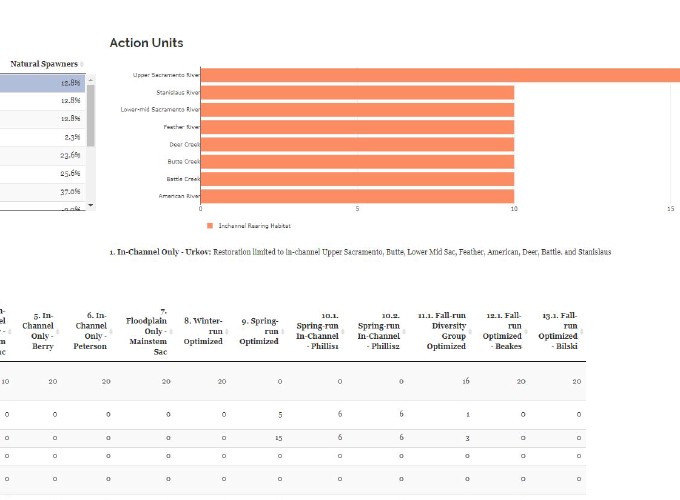 Action Units
Natural Spawners
12.8%
12.8%
12.8%
2.3%
23.6%
25.6%
37.0%
Upper Sacramento River
Stanislaus River
Lower-mid Sacramento River
Feather River
Deer Creek
Butte Creek
Battle Creek
American River
0 5 10 15
Inchannel Rearing Habitat
1. In-Channel Only - Urkov: Restoration limited to in-channel Upper Sacramento, Butte, Lower Mid Sac, Feather, American, Deer, Battle. and Stanislaus
5. In-Channel Only - Berry
6. In-Channel Only - Peterson
7. Floodplain Only - Mainstem Sac
8. Winter-run Optimized
9. Spring-run Optimized
10.1. Spring-run In-Channel - Phillis1
10.2. Spring-run In-Channel - Phillis2
11.1. Fall-run Diversity Group Optimized
12.1. Fall-run Optimized - Beakes
13.1. Fall-run Optimized - Bilski
10 20 20 20 20 0 0 0 16 20 20
0 0 0 0 0 5 6 6 1 0 0
0 0 0 0 0 15 6 6 3 0 0
0 0 0 0 0 0 0 0 0 0 0
0 0 0 0 0 0 0 0 0 0 0